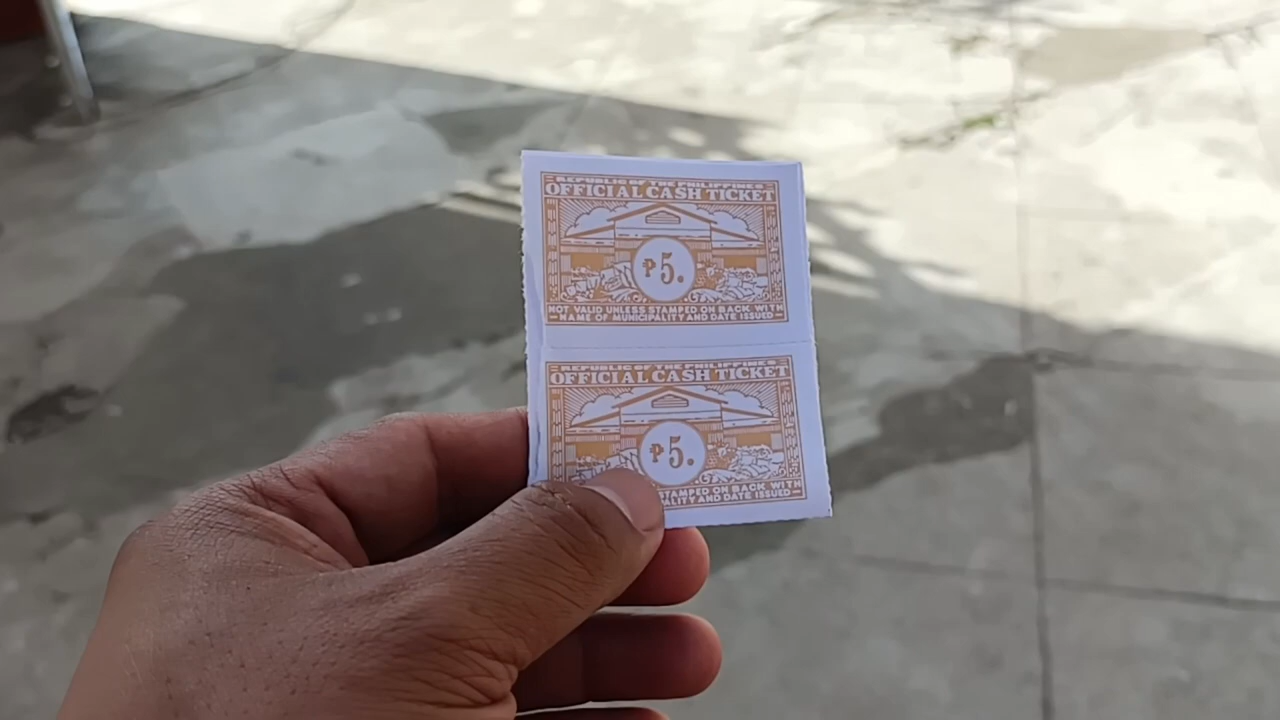 REPUBLIC OF THE PHILIPPINES
OFFICIAL CASH TICKET
₱5.
NOT VALID UNLESS STAMPED ON BACK WITH
NAME OF MUNICIPALITY AND DATE ISSUED
REPUBLIC OF THE PHILIPPINES
OFFICIAL CASH TICKET
₱5.
STAMPED ON BACK WITH
AND DATE ISSUED